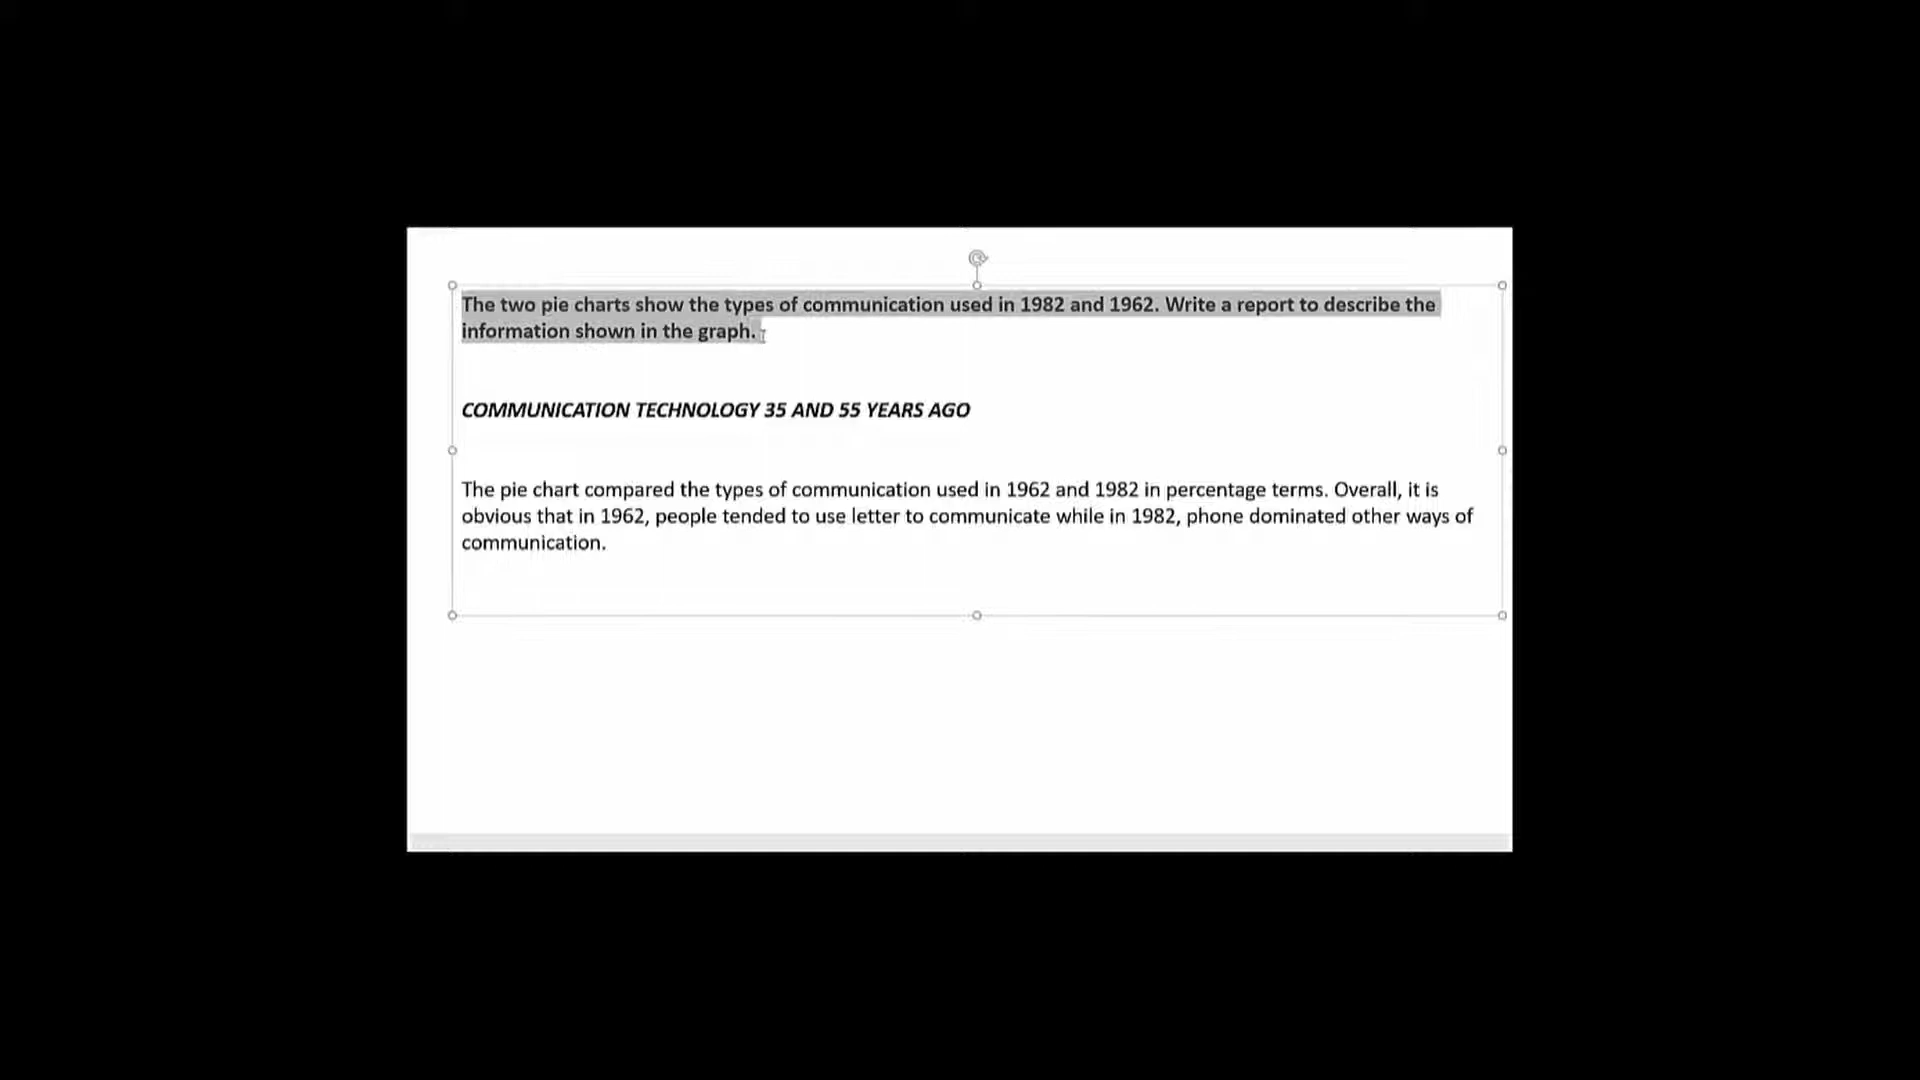 The two pie charts show the types of communication used in 1982 and 1962. Write a report to describe the
information shown in the graph.
COMMUNICATION TECHNOLOGY 35 AND 55 YEARS AGO
The pie chart compared the types of communication used in 1962 and 1982 in percentage terms. Overall, it is
obvious that in 1962, people tended to use letter to communicate while in 1982, phone dominated other ways of
communication.